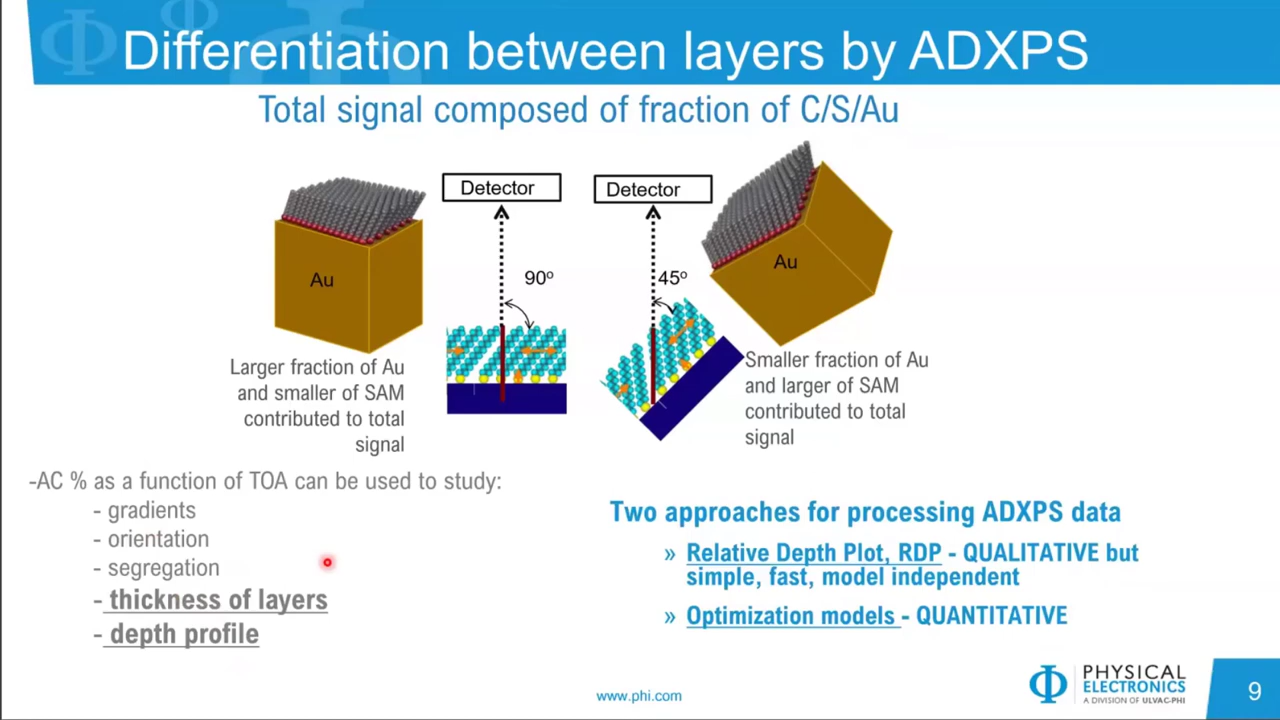 Differentiation between layers by ADXPS
Total signal composed of fraction of C/S/Au
Detector
Detector
Au
90º
45º
Au
Larger fraction of Au
and smaller of SAM
contributed to total
signal
Smaller fraction of Au
and larger of SAM
contributed to total
signal
-AC % as a function of TOA can be used to study:
- gradients
- orientation
- segregation
- thickness of layers
- depth profile
Two approaches for processing ADXPS data
» Relative Depth Plot, RDP - QUALITATIVE but
simple, fast, model independent
» Optimization models - QUANTITATIVE
www.phi.com
PHYSICAL
ELECTRONICS
A DIVISION OF ULVAC-PHI
9